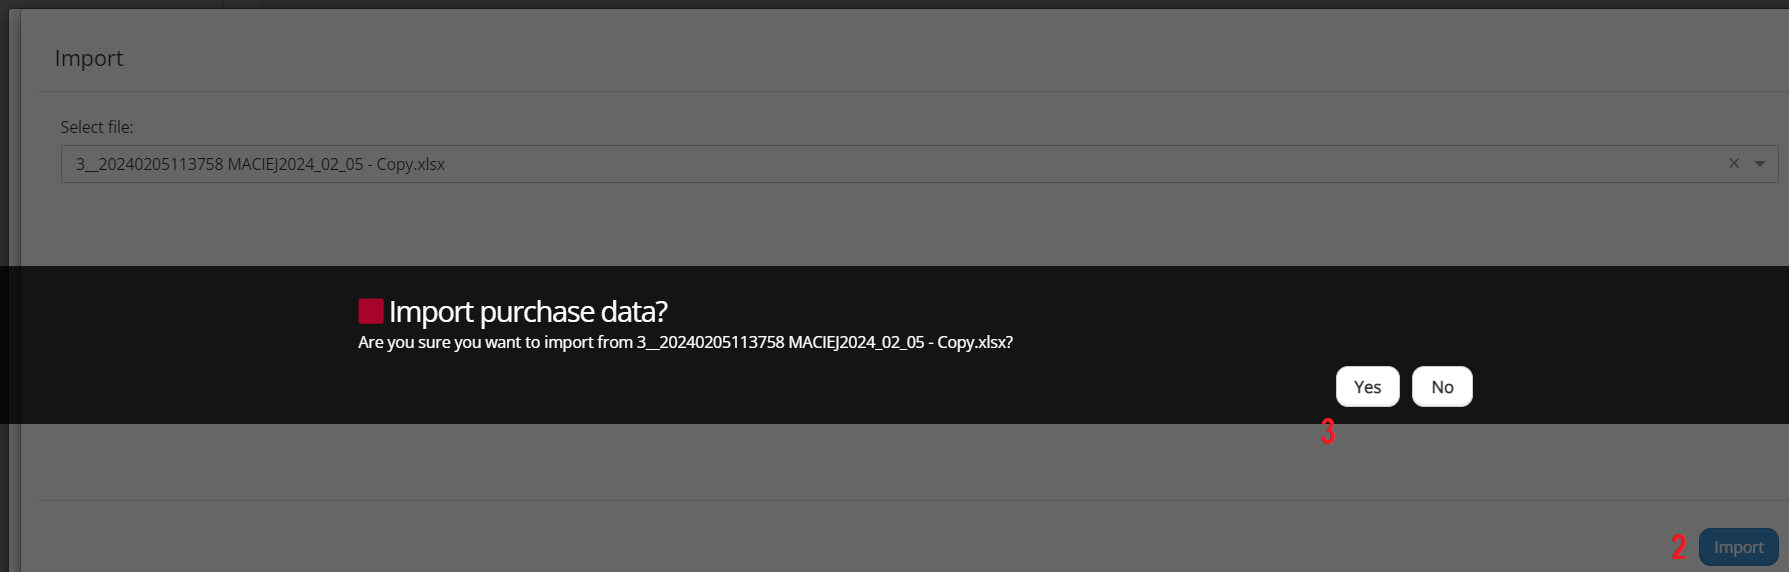 Import
Select file:
3__20240205113758 MACIEJ2024_02_05 - Copy.xlsx
Import purchase data?
Are you sure you want to import from 3__20240205113758 MACIEJ2024_02_05 - Copy.xlsx?
Yes No
3
2 Import